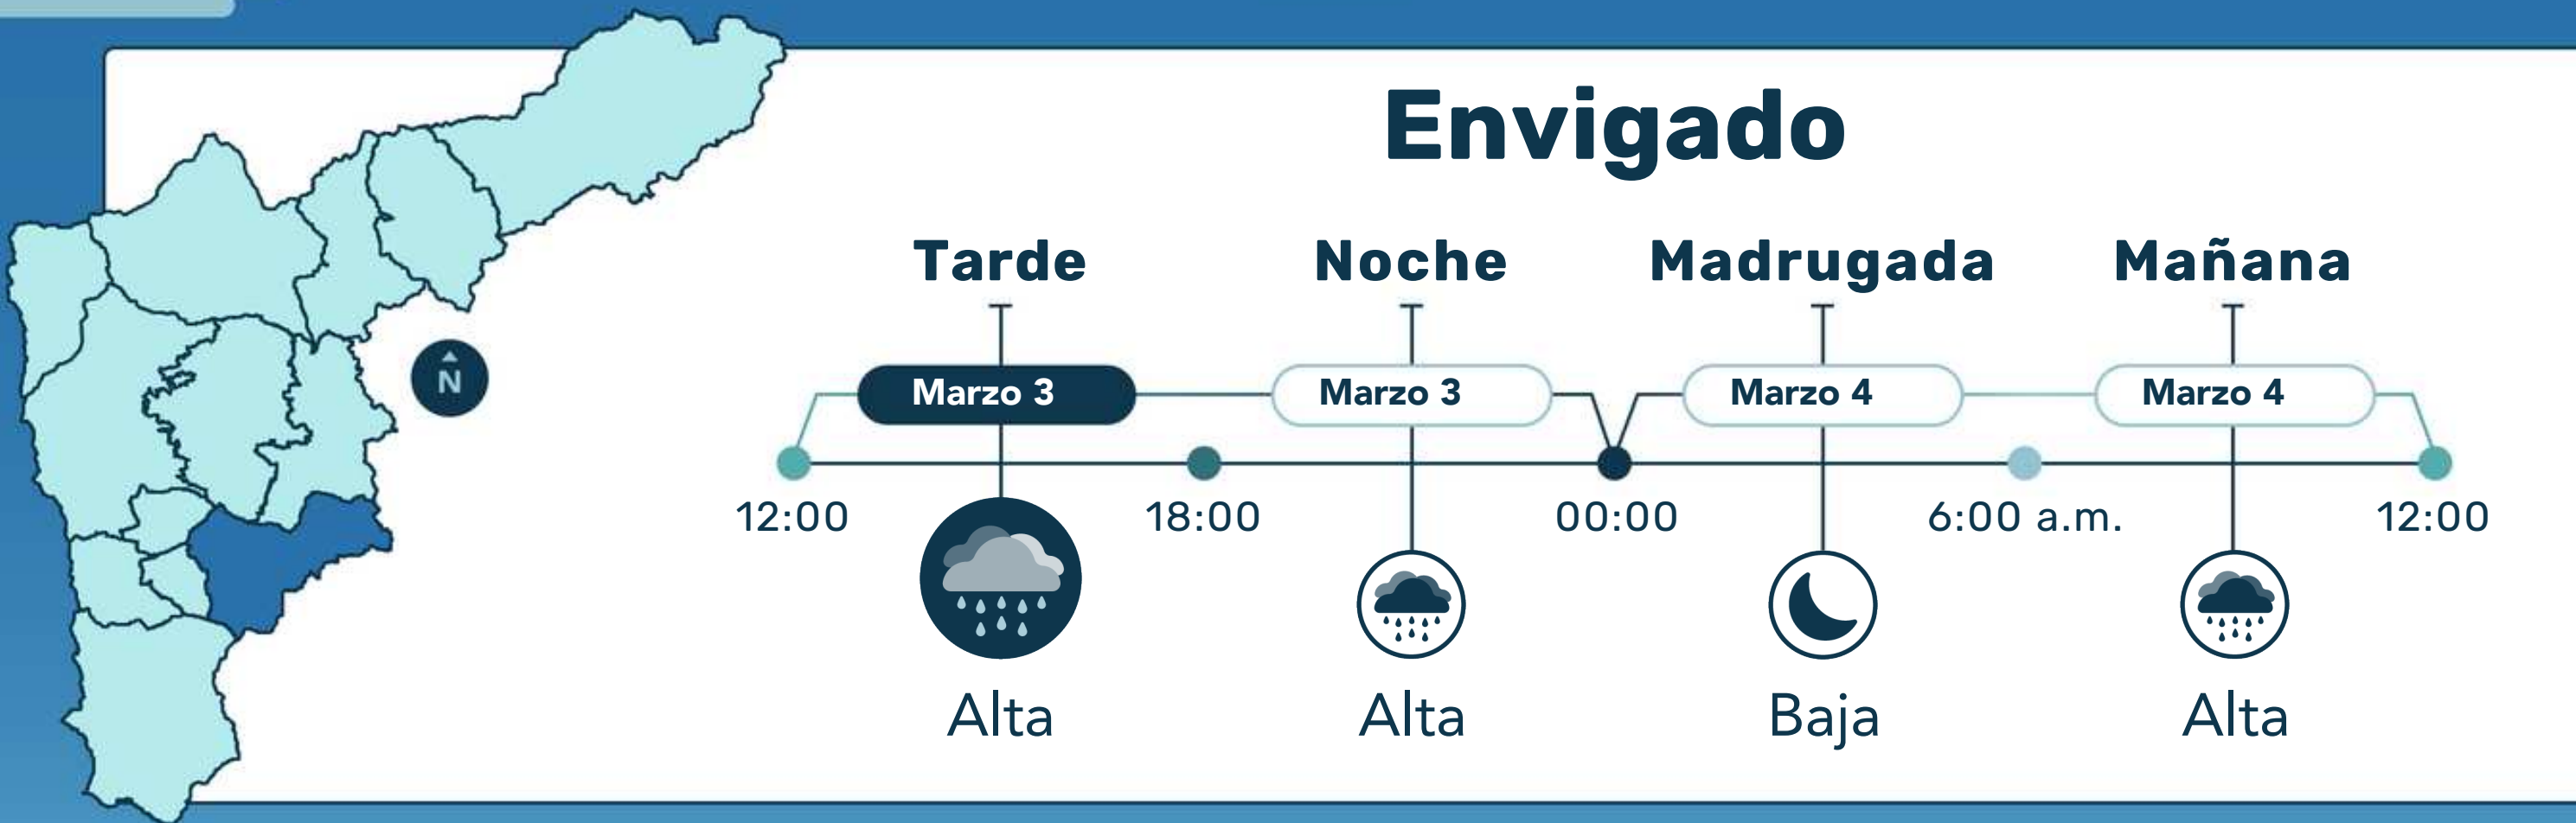 Envigado
Tarde Noche Madrugada Mañana
Marzo 3 Marzo 3 Marzo 4 Marzo 4
N
12:00 18:00 00:00 6:00 a.m. 12:00
Alta Alta Baja Alta